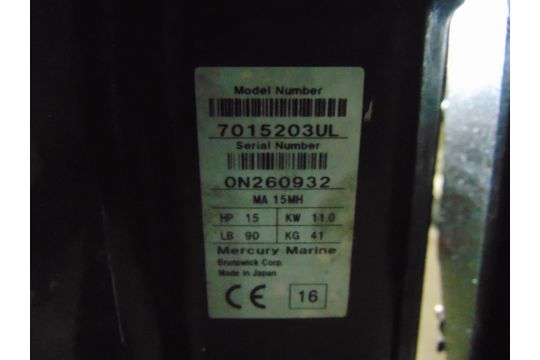 Model Number
7015203UL
Serial Number
0N260932
MA 15MH
HP 15 KW 11.0
LB 90 KG 41
Mercury Marine
Brunswick Corp.
Made in Japan
CE 16